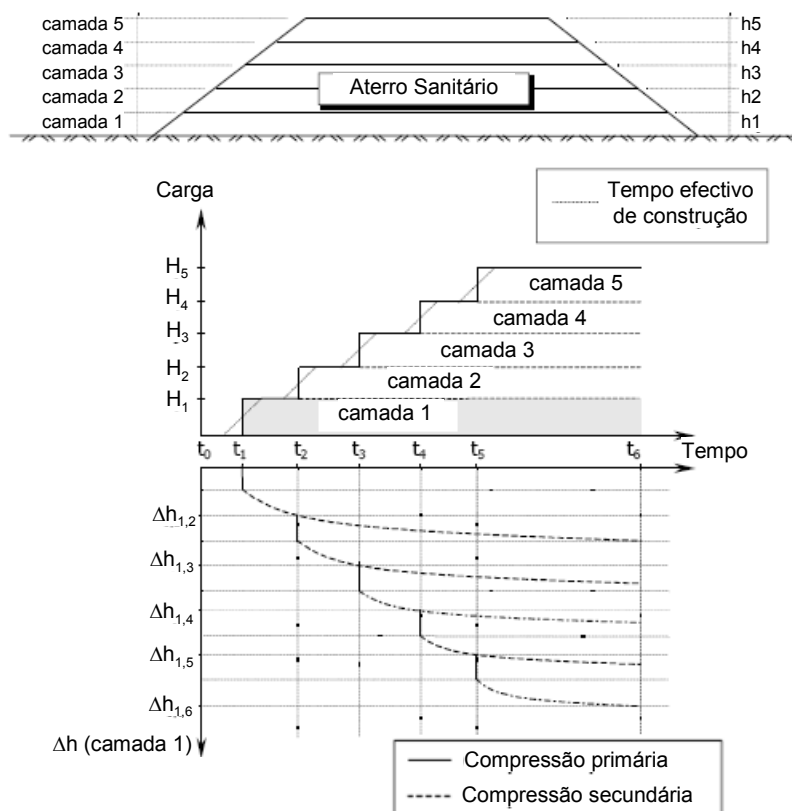 camada 5
h5
camada 4
h4
camada 3
h3
camada 2
Aterro Sanitário
h2
camada 1
h1
Carga
Tempo efectivo
de construção
H5
camada 5
H4
camada 4
H3
camada 3
H2
camada 2
H1
camada 1
t0 t1 t2 t3 t4 t5 t6 Tempo
Δh1,2
Δh1,3
Δh1,4
Δh1,5
Δh1,6
Δh (camada 1)
Compressão primária
Compressão secundária